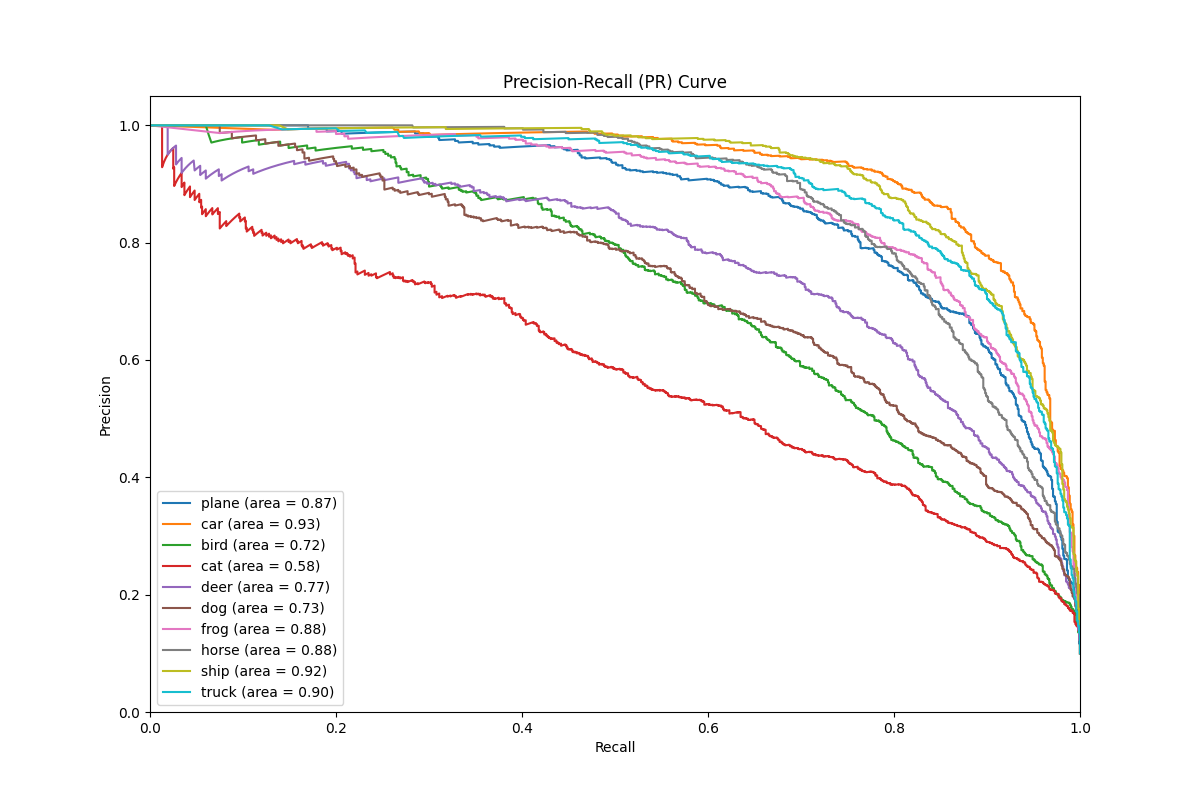 Precision-Recall (PR) Curve
Precision
1.0
0.8
0.6
0.4
0.2
0.0
plane (area = 0.87)
car (area = 0.93)
bird (area = 0.72)
cat (area = 0.58)
deer (area = 0.77)
dog (area = 0.73)
frog (area = 0.88)
horse (area = 0.88)
ship (area = 0.92)
truck (area = 0.90)
0.0 0.2 0.4 0.6 0.8 1.0
Recall